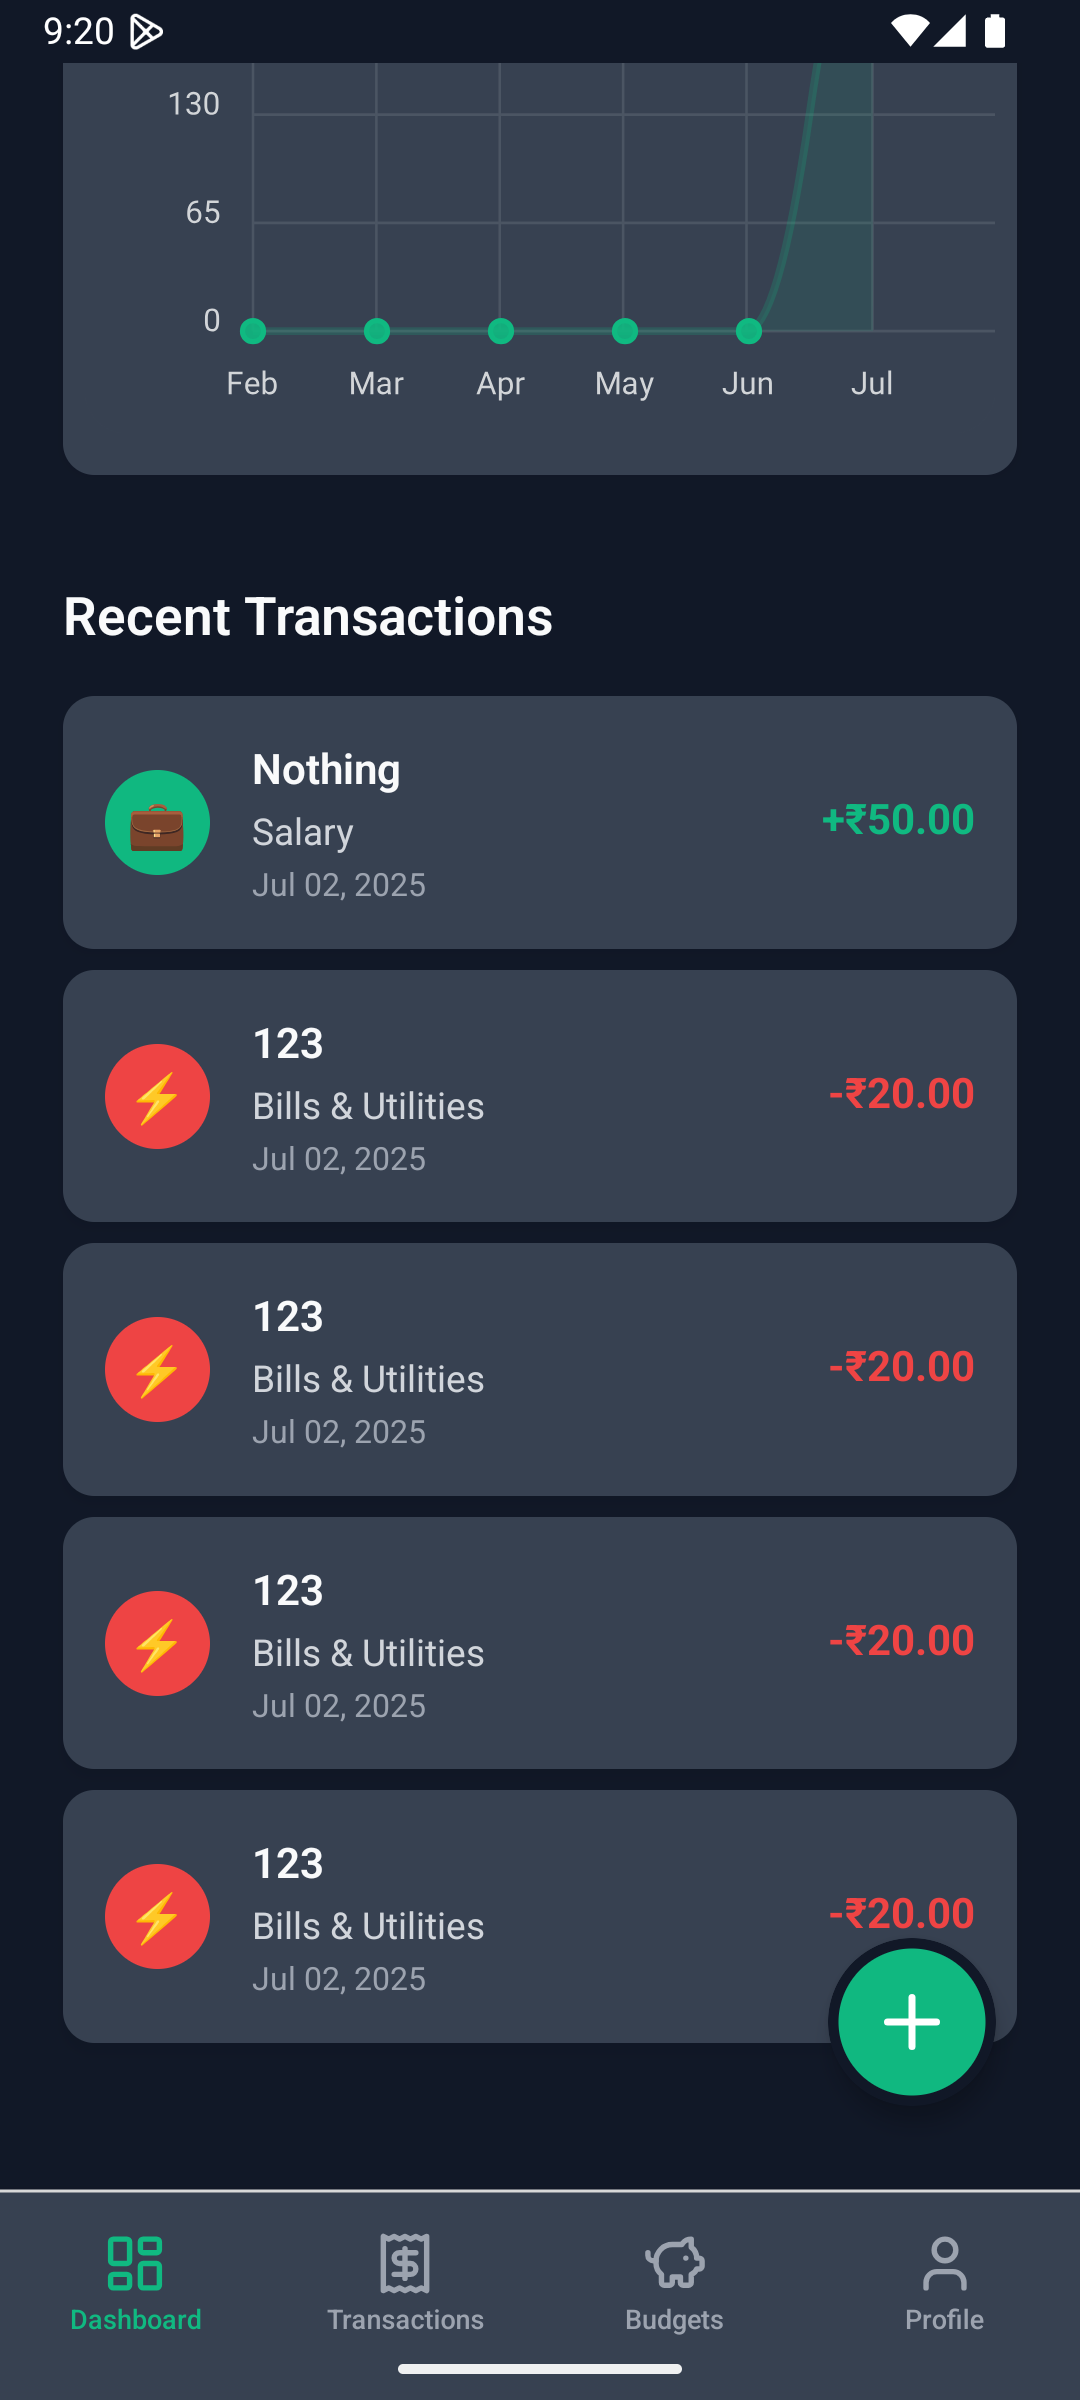 9:20
130
65
0
Feb Mar Apr May Jun Jul
Recent Transactions
Nothing
Salary
Jul 02, 2025
+₹50.00
123
Bills & Utilities
Jul 02, 2025
-₹20.00
123
Bills & Utilities
Jul 02, 2025
-₹20.00
123
Bills & Utilities
Jul 02, 2025
-₹20.00
123
Bills & Utilities
Jul 02, 2025
-₹20.00
Dashboard Transactions Budgets Profile